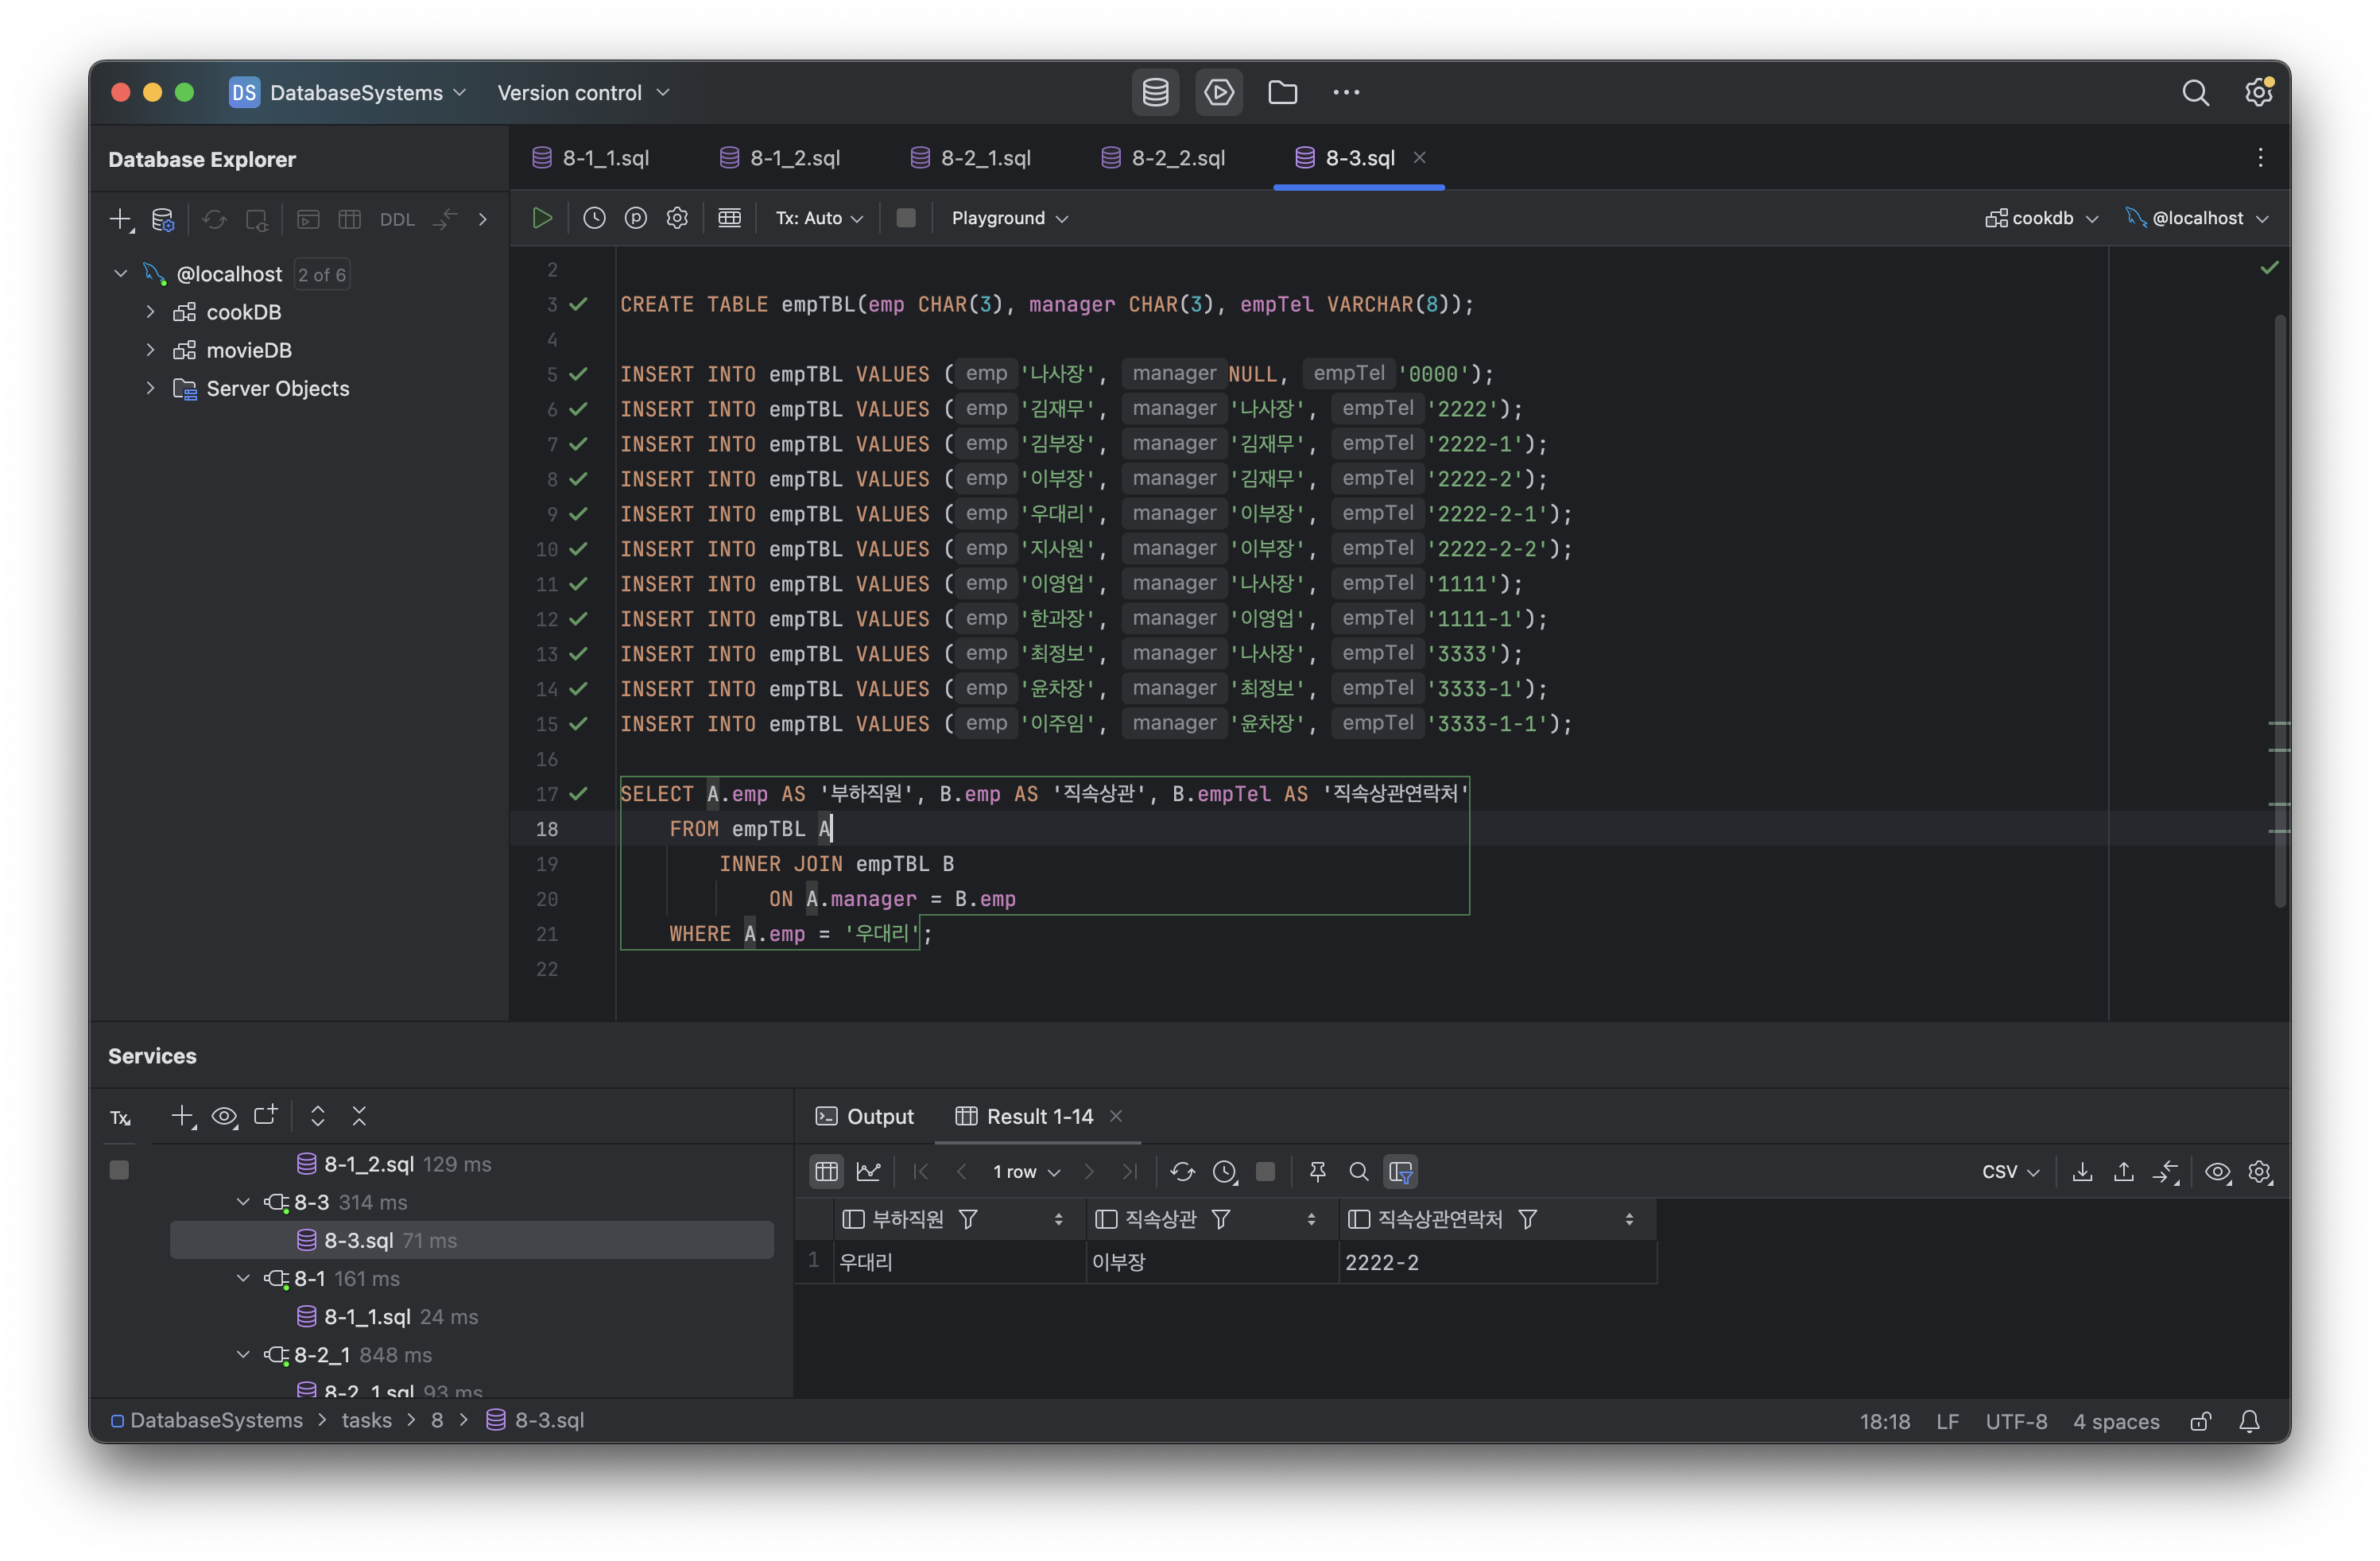 DS DatabaseSystems Version control
Database Explorer
8-1_1.sql 8-1_2.sql 8-2_1.sql 8-2_2.sql 8-3.sql
DDL
Tx: Auto Playground cookdb @localhost
@localhost 2 of 6
cookDB
movieDB
Server Objects
2
3 CREATE TABLE empTBL(emp CHAR(3), manager CHAR(3), empTel VARCHAR(8));
4
5 INSERT INTO empTBL VALUES ( emp '나사장', manager NULL, empTel '0000');
6 INSERT INTO empTBL VALUES ( emp '김재무', manager '나사장', empTel '2222');
7 INSERT INTO empTBL VALUES ( emp '김부장', manager '김재무', empTel '2222-1');
8 INSERT INTO empTBL VALUES ( emp '이부장', manager '김재무', empTel '2222-2');
9 INSERT INTO empTBL VALUES ( emp '우대리', manager '이부장', empTel '2222-2-1');
10 INSERT INTO empTBL VALUES ( emp '지사원', manager '이부장', empTel '2222-2-2');
11 INSERT INTO empTBL VALUES ( emp '이영업', manager '나사장', empTel '1111');
12 INSERT INTO empTBL VALUES ( emp '한과장', manager '이영업', empTel '1111-1');
13 INSERT INTO empTBL VALUES ( emp '최정보', manager '나사장', empTel '3333');
14 INSERT INTO empTBL VALUES ( emp '윤차장', manager '최정보', empTel '3333-1');
15 INSERT INTO empTBL VALUES ( emp '이주임', manager '윤차장', empTel '3333-1-1');
16
17 SELECT A.emp AS '부하직원', B.emp AS '직속상관', B.empTel AS '직속상관연락처'
18 FROM empTBL A
19 INNER JOIN empTBL B
20 ON A.manager = B.emp
21 WHERE A.emp = '우대리';
22
Services
Tx
8-1_2.sql 129 ms
8-3 314 ms
8-3.sql 71 ms
8-1 161 ms
8-1_1.sql 24 ms
8-2_1 848 ms
8-2_1.sql 93 ms
Output Result 1-14
1 row CSV
부하직원 직속상관 직속상관연락처
1 우대리 이부장 2222-2
DatabaseSystems > tasks > 8 > 8-3.sql
18:18 LF UTF-8 4 spaces